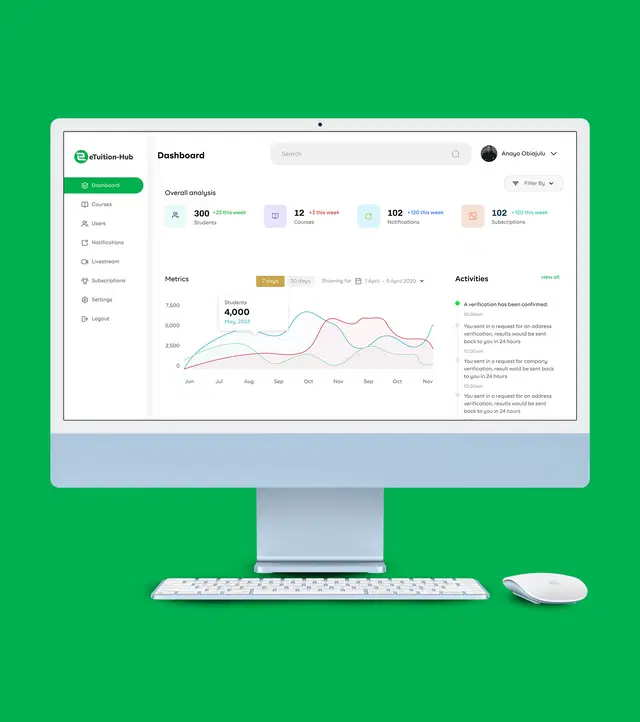 eTuition-Hub
Dashboard
Search
Anayo Obiajulu
Dashboard
Courses
Users
Notifications
Livestream
Subscriptions
Settings
Logout
Filter By
Overall analysis
300 +23 this week
Students
12 +3 this week
Courses
102 +120 this week
Notifications
102 +120 this week
Subscriptions
Metrics
7 days
30 days
Showing for
1 April - 9 April 2020
Students
4,000
May, 2023
7,500
5,000
2,500
0
Jun Jul Aug Sep Oct Nov Sep Oct Nov
Activities
view all
A verification has been confirmed.
10:00am
You sent in a request for an address
verification, results would be sent
back to you in 24 hours
10:00am
You sent in a request for company
verification, result would be sent
back to you in 24 hours
10:00am
You sent in a request for an address
verification, results would be sent
back to you in 24 hours